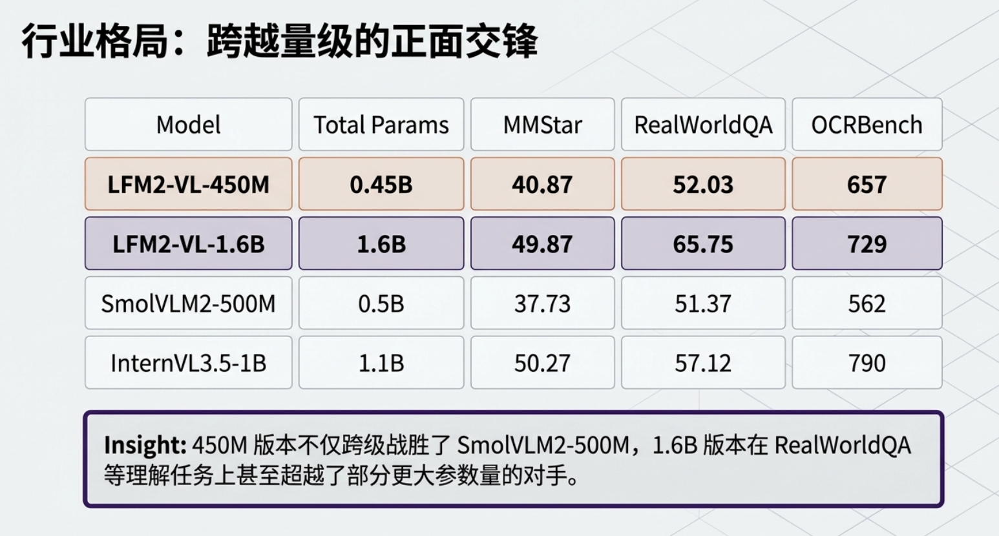 行业格局：跨越量级的正面交锋
Model Total Params MMStar RealWorldQA OCRBench
LFM2-VL-450M 0.45B 40.87 52.03 657
LFM2-VL-1.6B 1.6B 49.87 65.75 729
SmolVLM2-500M 0.5B 37.73 51.37 562
InternVL3.5-1B 1.1B 50.27 57.12 790
Insight: 450M 版本不仅跨级战胜了 SmolVLM2-500M，1.6B 版本在 RealWorldQA
等理解任务上甚至超越了部分更大参数量的对手。